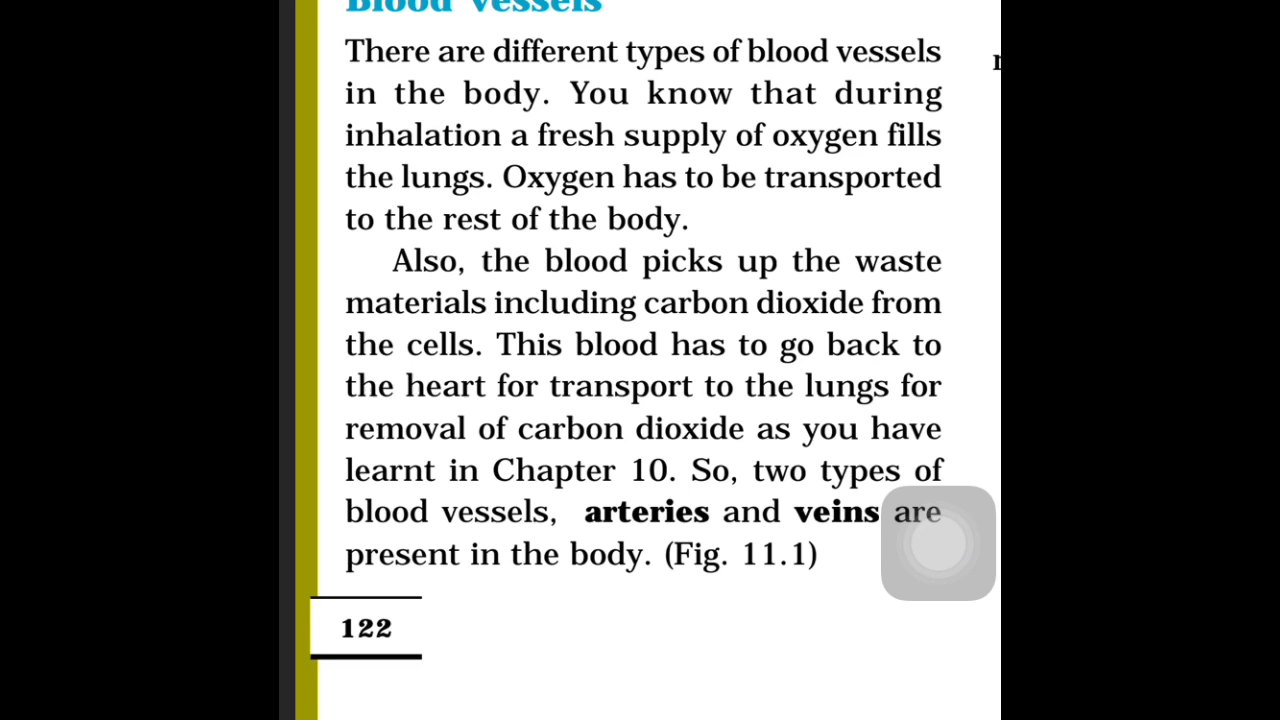 Blood vessels
There are different types of blood vessels
in the body. You know that during
inhalation a fresh supply of oxygen fills
the lungs. Oxygen has to be transported
to the rest of the body.
Also, the blood picks up the waste
materials including carbon dioxide from
the cells. This blood has to go back to
the heart for transport to the lungs for
removal of carbon dioxide as you have
learnt in Chapter 10. So, two types of
blood vessels, arteries and veins are
present in the body. (Fig. 11.1)
122